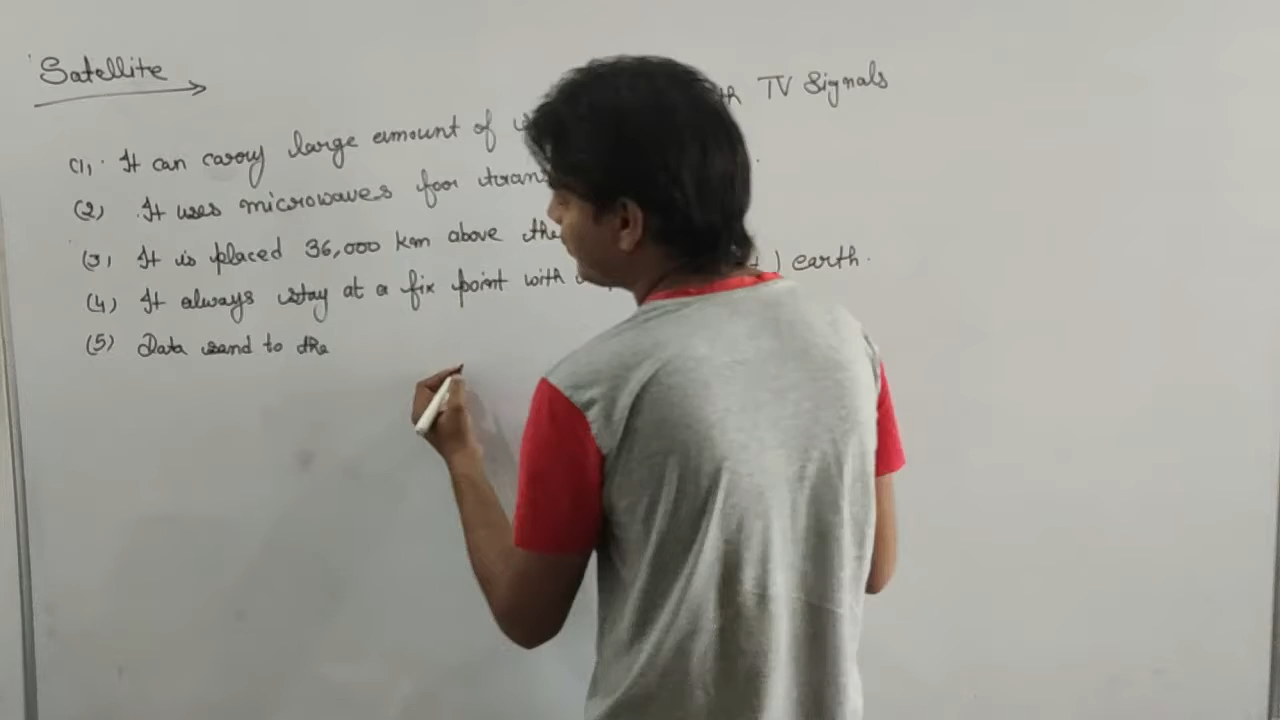 Satellite
(1) It can carry large amount of TV Signals
(2) It uses microwaves for
(3) It is placed 36,000 km above the
(4) It always stay at a fix point with earth.
(5) Data send to the